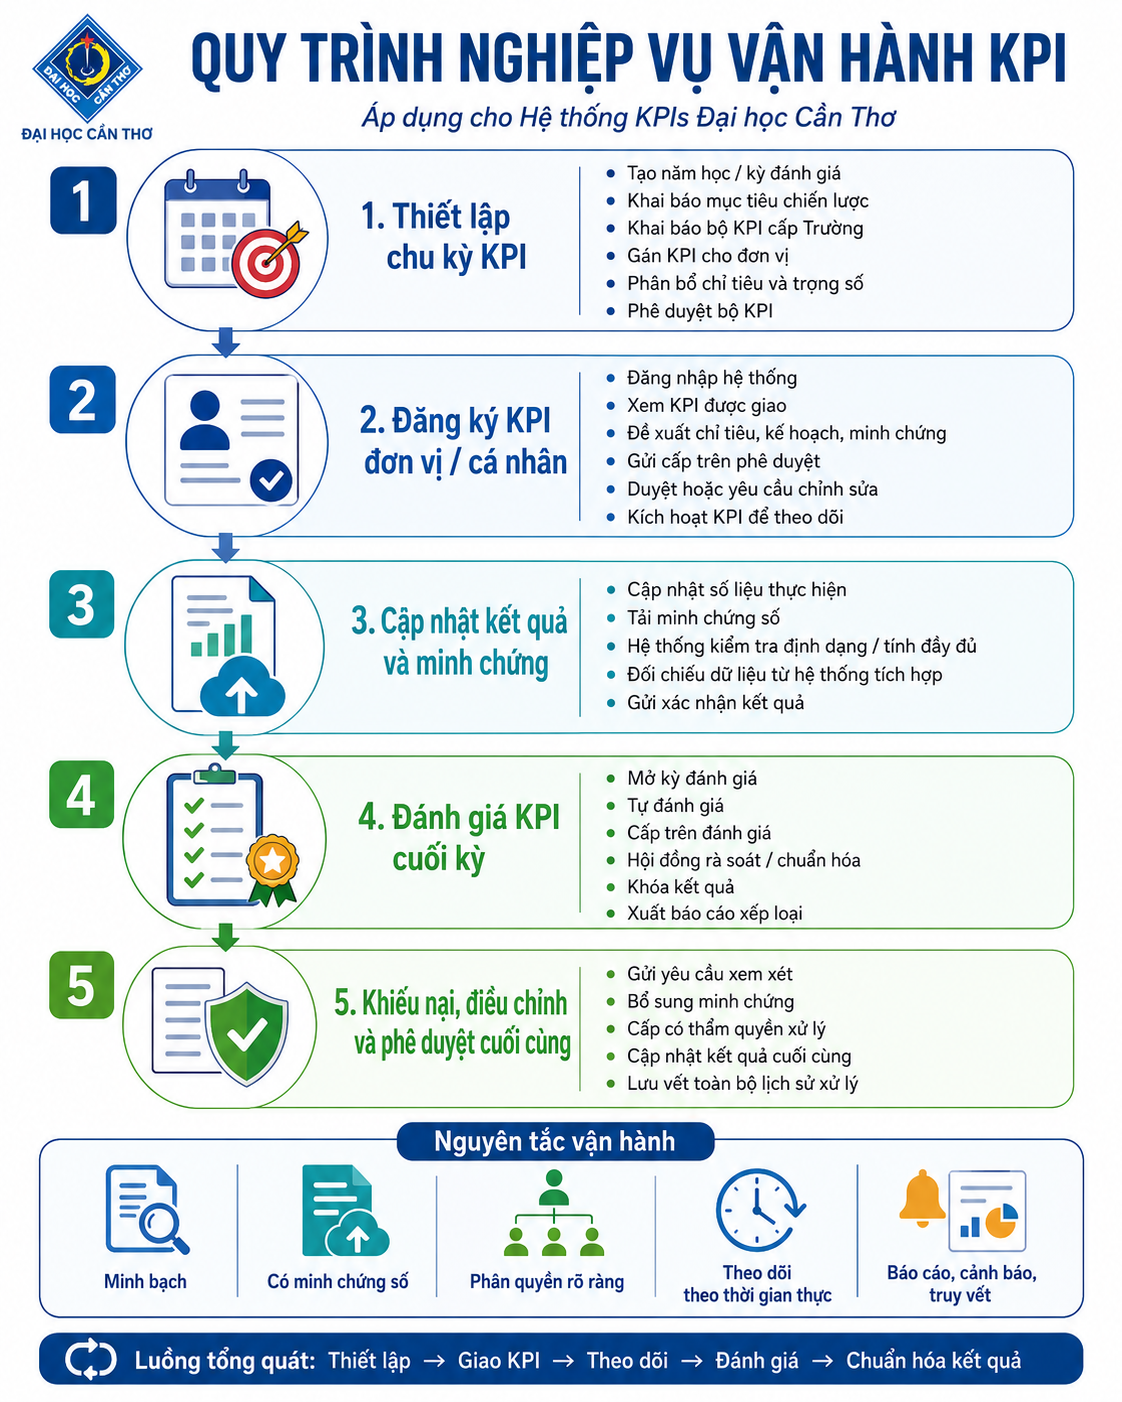 QUY TRÌNH NGHIỆP VỤ VẬN HÀNH KPI
Áp dụng cho Hệ thống KPIs Đại học Cần Thơ
ĐẠI HỌC
CẦN THƠ
ĐẠI HỌC CẦN THƠ
1
1. Thiết lập
chu kỳ KPI
Tạo năm học / kỳ đánh giá
Khai báo mục tiêu chiến lược
Khai báo bộ KPI cấp Trường
Gán KPI cho đơn vị
Phân bổ chỉ tiêu và trọng số
Phê duyệt bộ KPI
2
2. Đăng ký KPI
đơn vị / cá nhân
Đăng nhập hệ thống
Xem KPI được giao
Đề xuất chỉ tiêu, kế hoạch, minh chứng
Gửi cấp trên phê duyệt
Duyệt hoặc yêu cầu chỉnh sửa
Kích hoạt KPI để theo dõi
3
3. Cập nhật kết quả
và minh chứng
Cập nhật số liệu thực hiện
Tải minh chứng số
Hệ thống kiểm tra định dạng / tính đầy đủ
Đối chiếu dữ liệu từ hệ thống tích hợp
Gửi xác nhận kết quả
4
4. Đánh giá KPI
cuối kỳ
Mở kỳ đánh giá
Tự đánh giá
Cấp trên đánh giá
Hội đồng rà soát / chuẩn hóa
Khóa kết quả
Xuất báo cáo xếp loại
5
5. Khiếu nại, điều chỉnh
và phê duyệt cuối cùng
Gửi yêu cầu xem xét
Bổ sung minh chứng
Cấp có thẩm quyền xử lý
Cập nhật kết quả cuối cùng
Lưu vết toàn bộ lịch sử xử lý
Nguyên tắc vận hành
Minh bạch
Có minh chứng số
Phân quyền rõ ràng
Theo dõi
theo thời gian thực
Báo cáo, cảnh báo,
truy vết
Luồng tổng quát: Thiết lập → Giao KPI → Theo dõi → Đánh giá → Chuẩn hóa kết quả